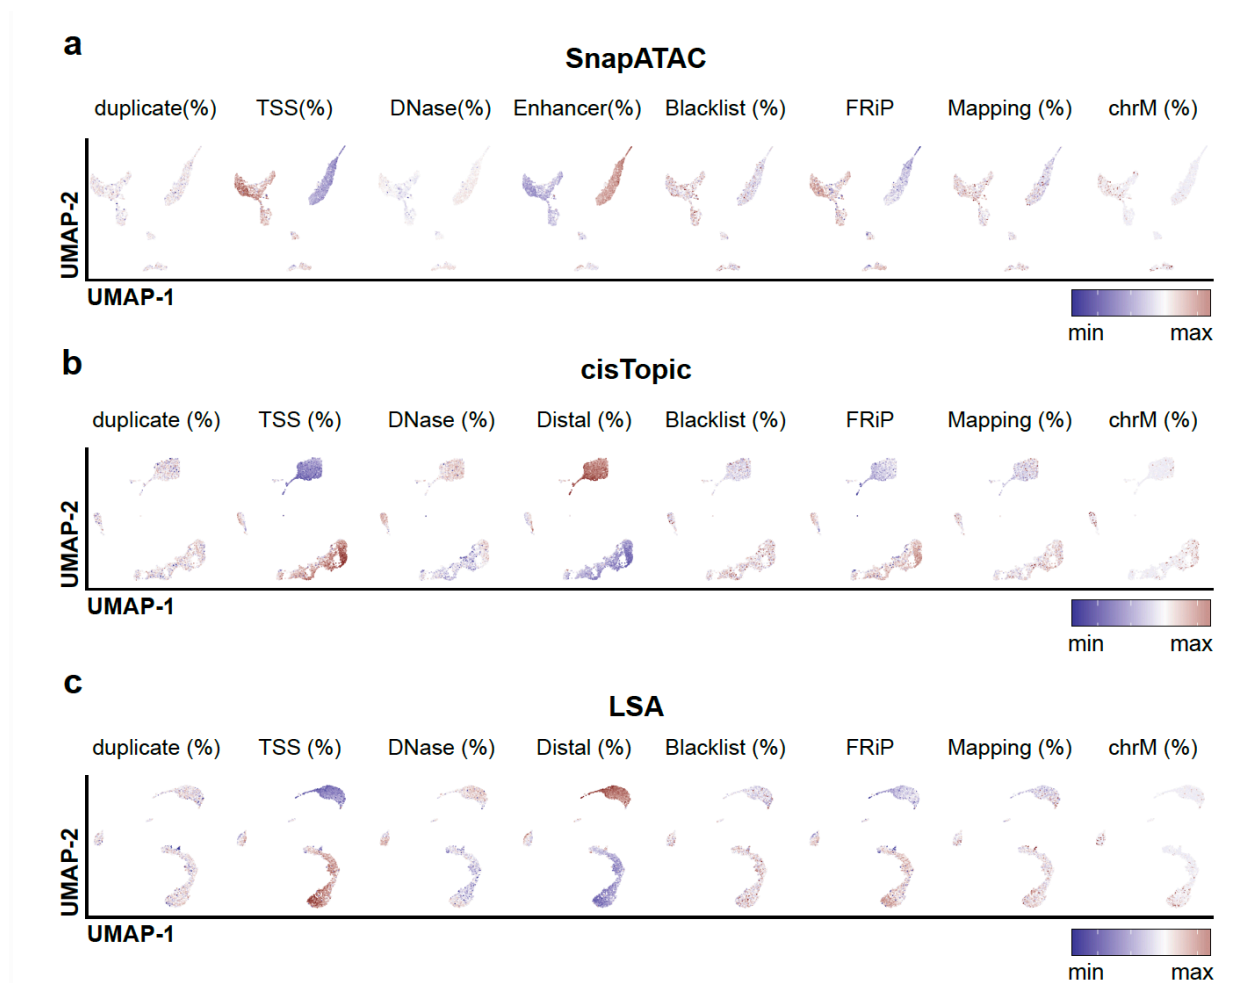 a
SnapATAC
duplicate(%) TSS(%) DNase(%) Enhancer(%) Blacklist (%) FRiP Mapping (%) chrM (%)
UMAP-2
UMAP-1
min max
b
cisTopic
duplicate (%) TSS (%) DNase (%) Distal (%) Blacklist (%) FRiP Mapping (%) chrM (%)
UMAP-2
UMAP-1
min max
c
LSA
duplicate (%) TSS (%) DNase (%) Distal (%) Blacklist (%) FRiP Mapping (%) chrM (%)
UMAP-2
UMAP-1
min max